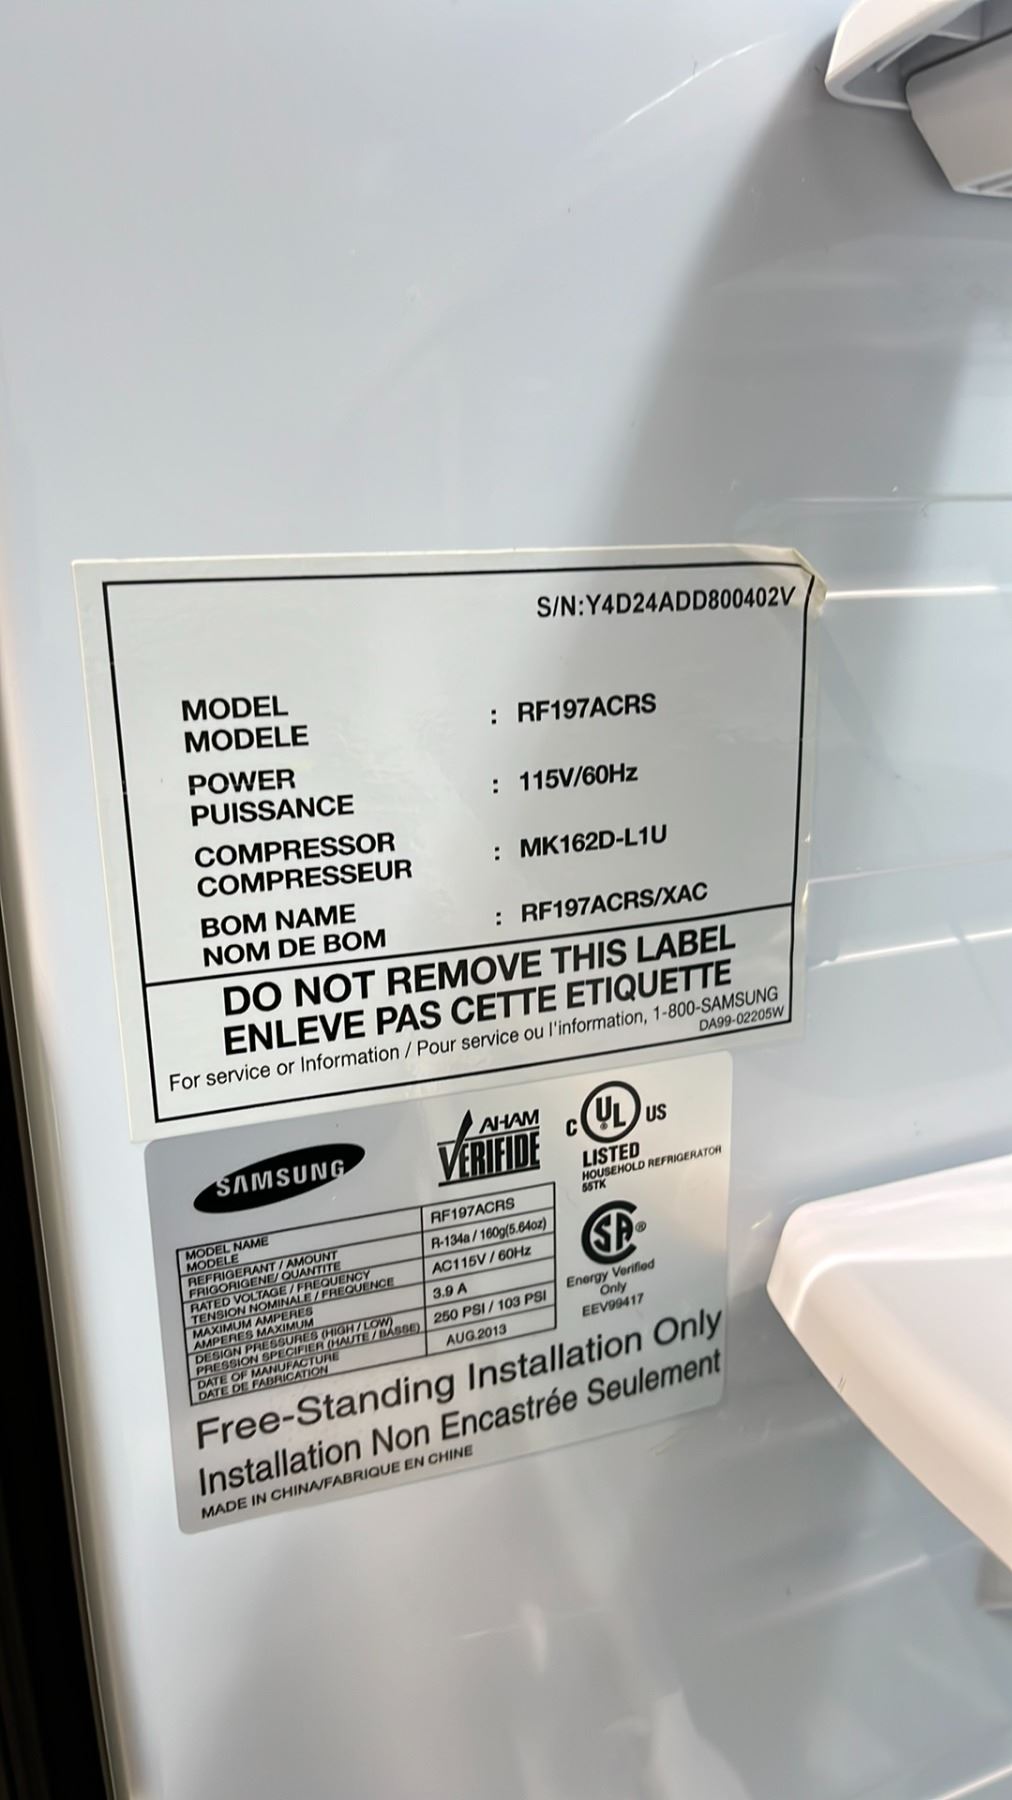 S/N:Y4D24ADD800402V
MODEL : RF197ACRS
MODELE
POWER : 115V/60Hz
PUISSANCE
COMPRESSOR : MK162D-L1U
COMPRESSEUR
BOM NAME : RF197ACRS/XAC
NOM DE BOM
DO NOT REMOVE THIS LABEL
ENLEVE PAS CETTE ETIQUETTE
For service or Information / Pour service ou l'information, 1-800-SAMSUNG
DA99-02205W
SAMSUNG
AHAM
VERIFIDE
C UL US
LISTED
HOUSEHOLD REFRIGERATOR
55TK
MODEL NAME RF197ACRS
MODELE
REFRIGERANT / AMOUNT R-134a / 160g(5.64oz)
FRIGORIGENE/ QUANTITE
RATED VOLTAGE / FREQUENCY AC115V / 60Hz
TENSION NOMINALE / FREQUENCE
MAXIMUM AMPERES 3.9 A
AMPERES MAXIMUM
DESIGN PRESSURES (HIGH / LOW) 250 PSI / 103 PSI
PRESSION SPECIFIER (HAUTE / BASSE)
DATE OF MANUFACTURE AUG.2013
DATE DE FABRICATION
SA ®
Energy Verified
Only
EEV99417
Free-Standing Installation Only
Installation Non Encastrée Seulement
MADE IN CHINA/FABRIQUE EN CHINE